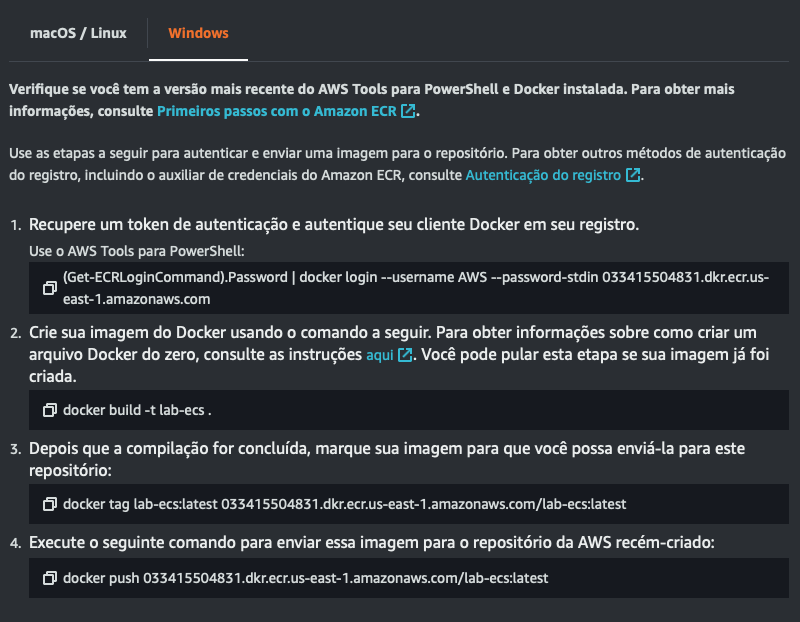 macOS / Linux
Windows
Verifique se você tem a versão mais recente do AWS Tools para PowerShell e Docker instalada. Para obter mais
informações, consulte Primeiros passos com o Amazon ECR.
Use as etapas a seguir para autenticar e enviar uma imagem para o repositório. Para obter outros métodos de autenticação
do registro, incluindo o auxiliar de credenciais do Amazon ECR, consulte Autenticação do registro.
1. Recupere um token de autenticação e autentique seu cliente Docker em seu registro.
Use o AWS Tools para PowerShell:
(Get-ECRLoginCommand).Password | docker login --username AWS --password-stdin 033415504831.dkr.ecr.us-
east-1.amazonaws.com
2. Crie sua imagem do Docker usando o comando a seguir. Para obter informações sobre como criar um
arquivo Docker do zero, consulte as instruções aqui. Você pode pular esta etapa se sua imagem já foi
criada.
docker build -t lab-ecs .
3. Depois que a compilação for concluída, marque sua imagem para que você possa enviá-la para este
repositório:
docker tag lab-ecs:latest 033415504831.dkr.ecr.us-east-1.amazonaws.com/lab-ecs:latest
4. Execute o seguinte comando para enviar essa imagem para o repositório da AWS recém-criado:
docker push 033415504831.dkr.ecr.us-east-1.amazonaws.com/lab-ecs:latest